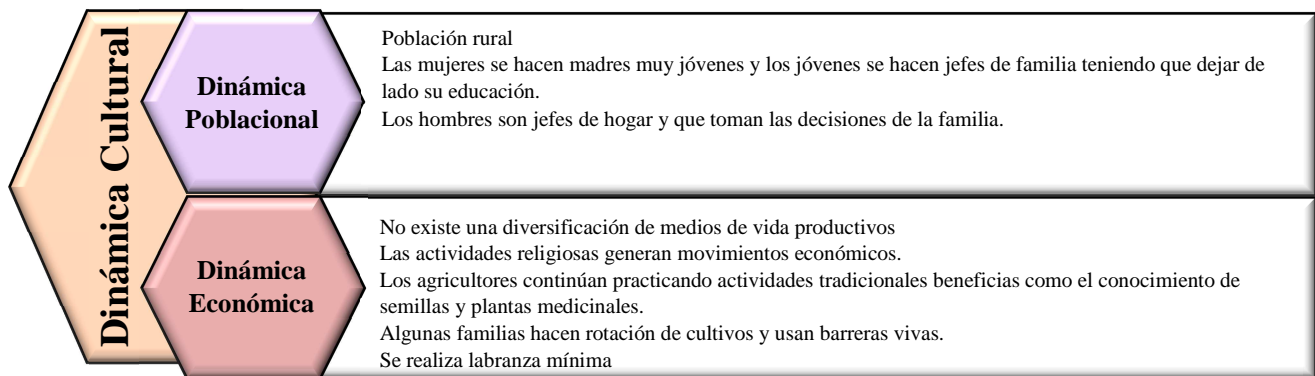 Dinámica Cultural
Dinámica
Poblacional
Población rural
Las mujeres se hacen madres muy jóvenes y los jóvenes se hacen jefes de familia teniendo que dejar de
lado su educación.
Los hombres son jefes de hogar y que toman las decisiones de la familia.
Dinámica
Económica
No existe una diversificación de medios de vida productivos
Las actividades religiosas generan movimientos económicos.
Los agricultores continúan practicando actividades tradicionales beneficias como el conocimiento de
semillas y plantas medicinales.
Algunas familias hacen rotación de cultivos y usan barreras vivas.
Se realiza labranza mínima